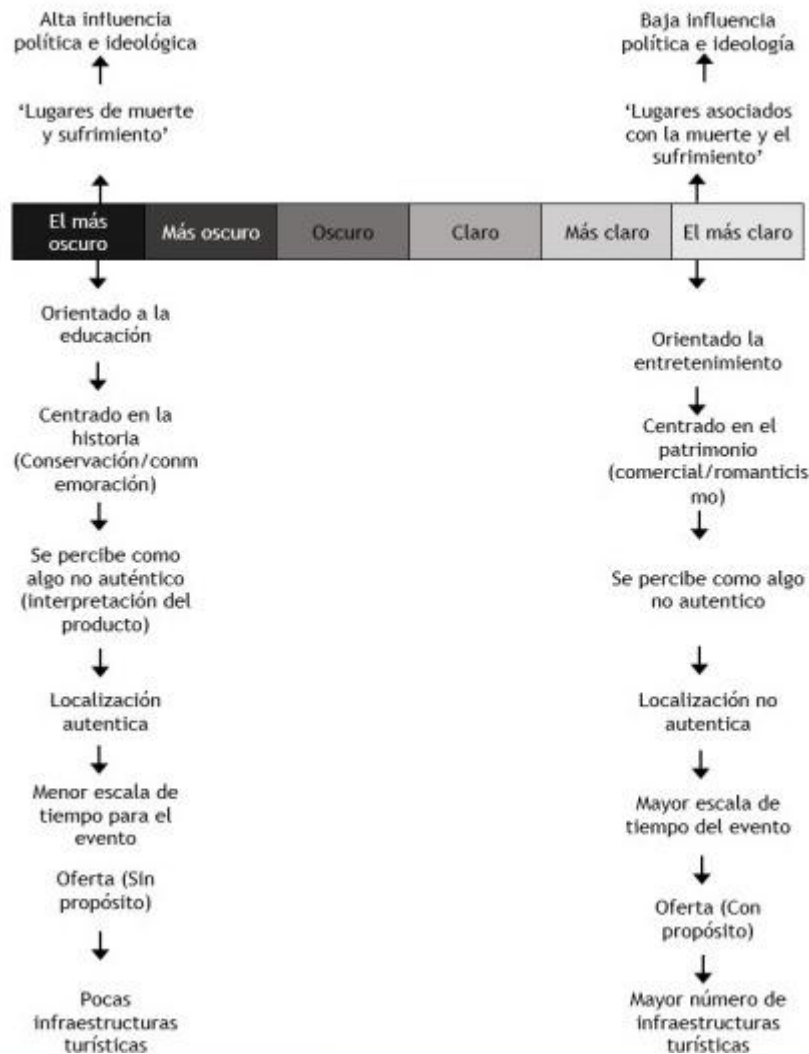 Alta influencia
política e ideológica
Baja influencia
política e ideología
‘Lugares de muerte
y sufrimiento’
‘Lugares asociados
con la muerte y el
sufrimiento’
El más
oscuro
Más oscuro
Oscuro
Claro
Más claro
El más claro
Orientado a la
educación
Centrado en la
historia
(Conservación/conm
emoración)
Se percibe como
algo no auténtico
(interpretación del
producto)
Localización
autentica
Menor escala de
tiempo para el
evento
Oferta (Sin
propósito)
Pocas
infraestructuras
turísticas
Orientado la
entretenimiento
Centrado en el
patrimonio
(comercial/romanticis
mo)
Se percibe como algo
no autentico
Localización no
autentica
Mayor escala de
tiempo del evento
Oferta (Con
propósito)
Mayor número de
infraestructuras
turísticas